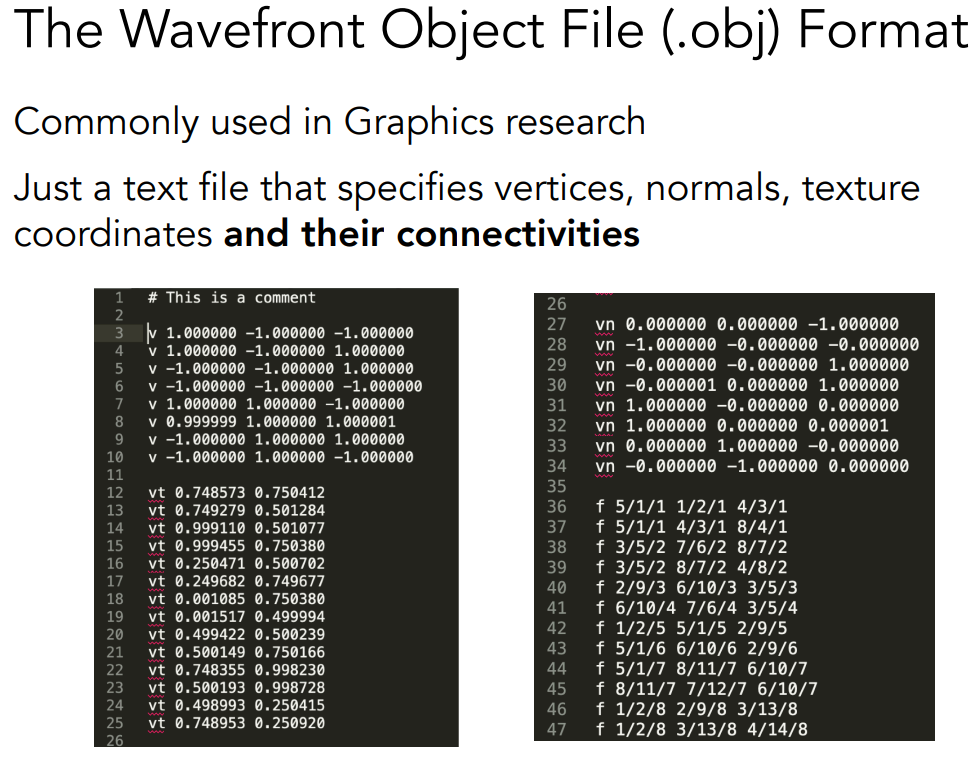 The Wavefront Object File (.obj) Format
Commonly used in Graphics research
Just a text file that specifies vertices, normals, texture
coordinates and their connectivities
1 # This is a comment
2
3 v 1.000000 -1.000000 -1.000000
4 v 1.000000 -1.000000 1.000000
5 v -1.000000 -1.000000 1.000000
6 v -1.000000 -1.000000 -1.000000
7 v 1.000000 1.000000 -1.000000
8 v 0.999999 1.000000 1.000001
9 v -1.000000 1.000000 1.000000
10 v -1.000000 1.000000 -1.000000
11
12 vt 0.748573 0.750412
13 vt 0.749279 0.501284
14 vt 0.999110 0.501077
15 vt 0.999455 0.750380
16 vt 0.250471 0.500702
17 vt 0.249682 0.749677
18 vt 0.001085 0.750380
19 vt 0.001517 0.499994
20 vt 0.499422 0.500239
21 vt 0.500149 0.750166
22 vt 0.748355 0.998230
23 vt 0.500193 0.998728
24 vt 0.498993 0.250415
25 vt 0.748953 0.250920
26
26
27 vn 0.000000 0.000000 -1.000000
28 vn -1.000000 -0.000000 -0.000000
29 vn -0.000000 -0.000000 1.000000
30 vn -0.000001 0.000000 1.000000
31 vn 1.000000 -0.000000 0.000000
32 vn 1.000000 0.000000 0.000001
33 vn 0.000000 1.000000 -0.000000
34 vn -0.000000 -1.000000 0.000000
35
36 f 5/1/1 1/2/1 4/3/1
37 f 5/1/1 4/3/1 8/4/1
38 f 3/5/2 7/6/2 8/7/2
39 f 3/5/2 8/7/2 4/8/2
40 f 2/9/3 6/10/3 3/5/3
41 f 6/10/4 7/6/4 3/5/4
42 f 1/2/5 5/1/5 2/9/5
43 f 5/1/6 6/10/6 2/9/6
44 f 5/1/7 8/11/7 6/10/7
45 f 8/11/7 7/12/7 6/10/7
46 f 1/2/8 2/9/8 3/13/8
47 f 1/2/8 3/13/8 4/14/8